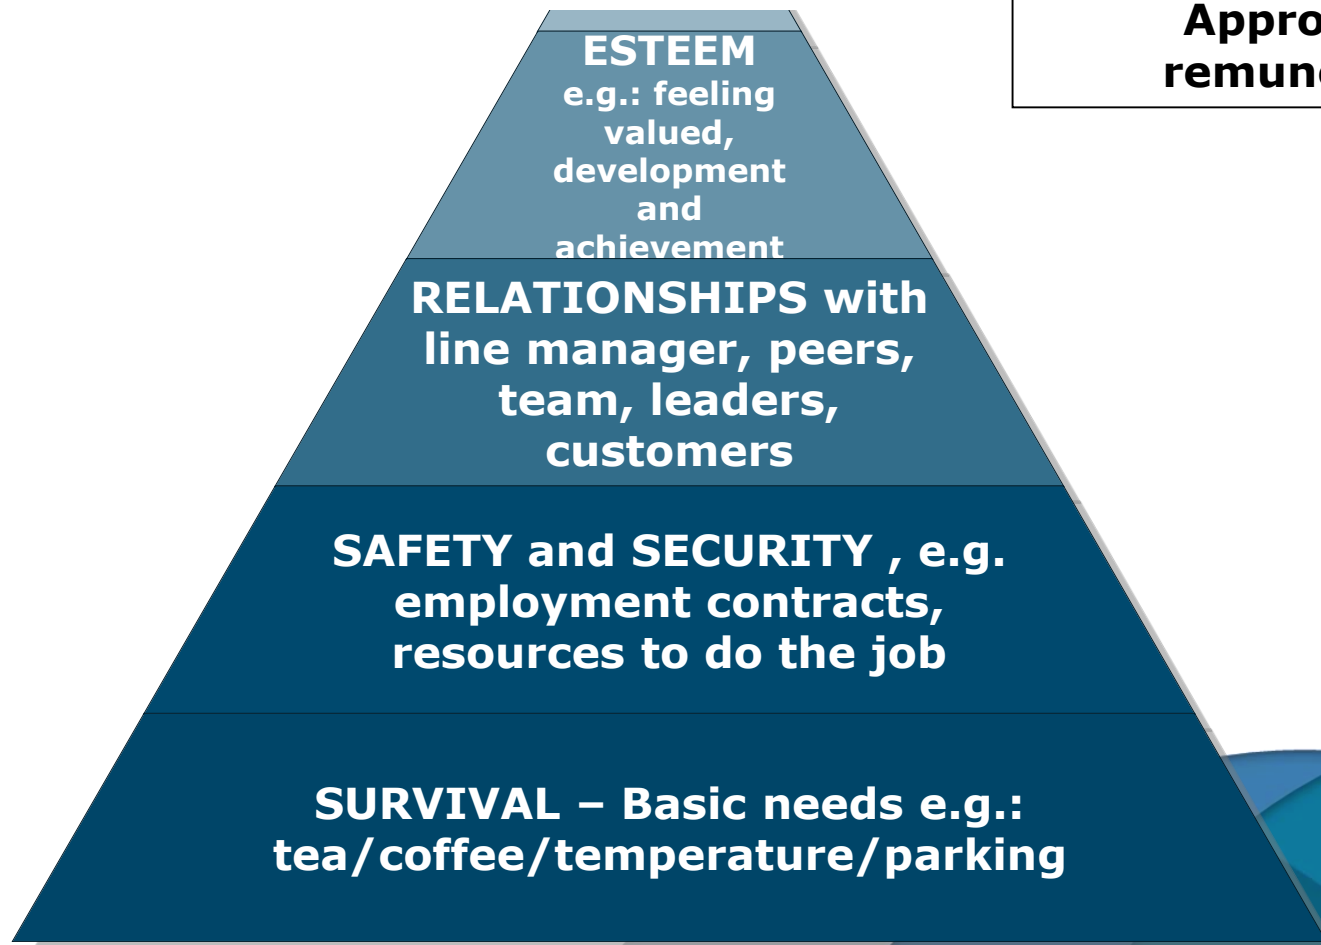 ESTEEM
e.g.: feeling
valued,
development
and
achievement
RELATIONSHIPS with
line manager, peers,
team, leaders,
customers
SAFETY and SECURITY , e.g.
employment contracts,
resources to do the job
SURVIVAL – Basic needs e.g.:
tea/coffee/temperature/parking